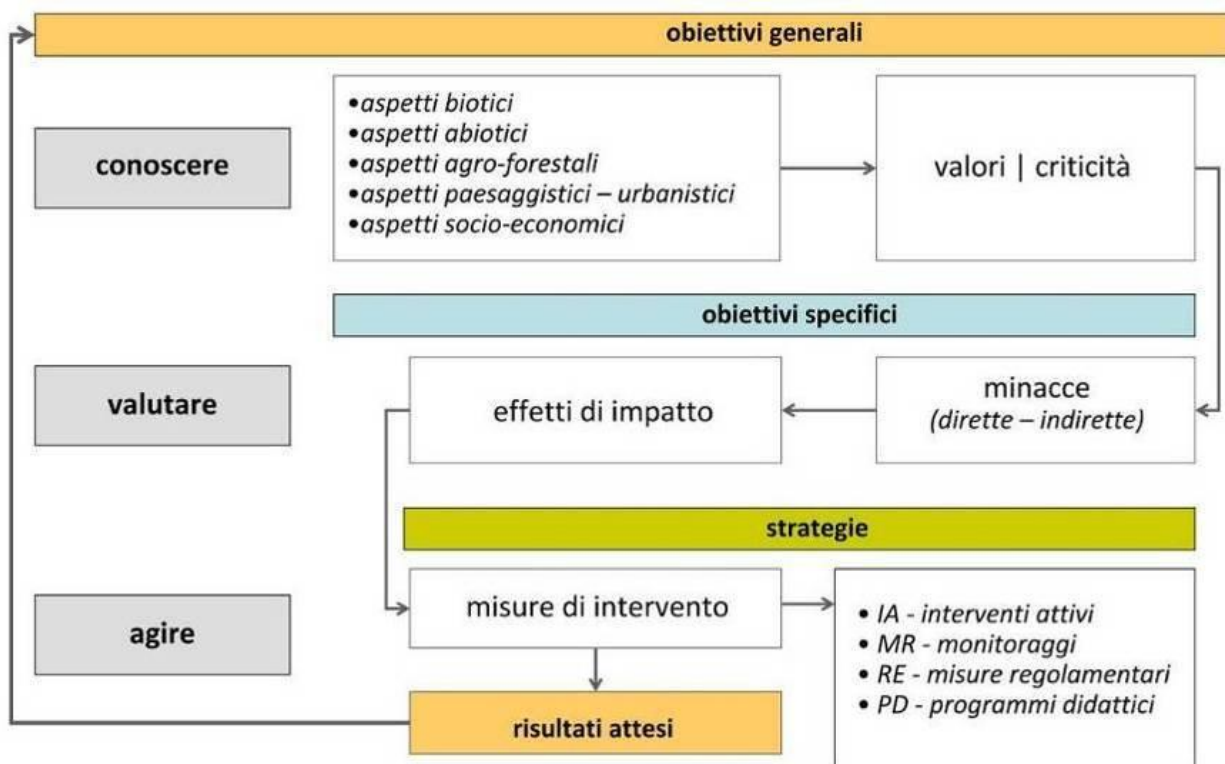 obiettivi generali
conoscere
•aspetti biotici
•aspetti abiotici
•aspetti agro-forestali
•aspetti paesaggistici – urbanistici
•aspetti socio-economici
valori | criticità
obiettivi specifici
valutare
effetti di impatto
minacce
(dirette – indirette)
strategie
agire
misure di intervento
• IA - interventi attivi
• MR - monitoraggi
• RE - misure regolamentari
• PD - programmi didattici
risultati attesi